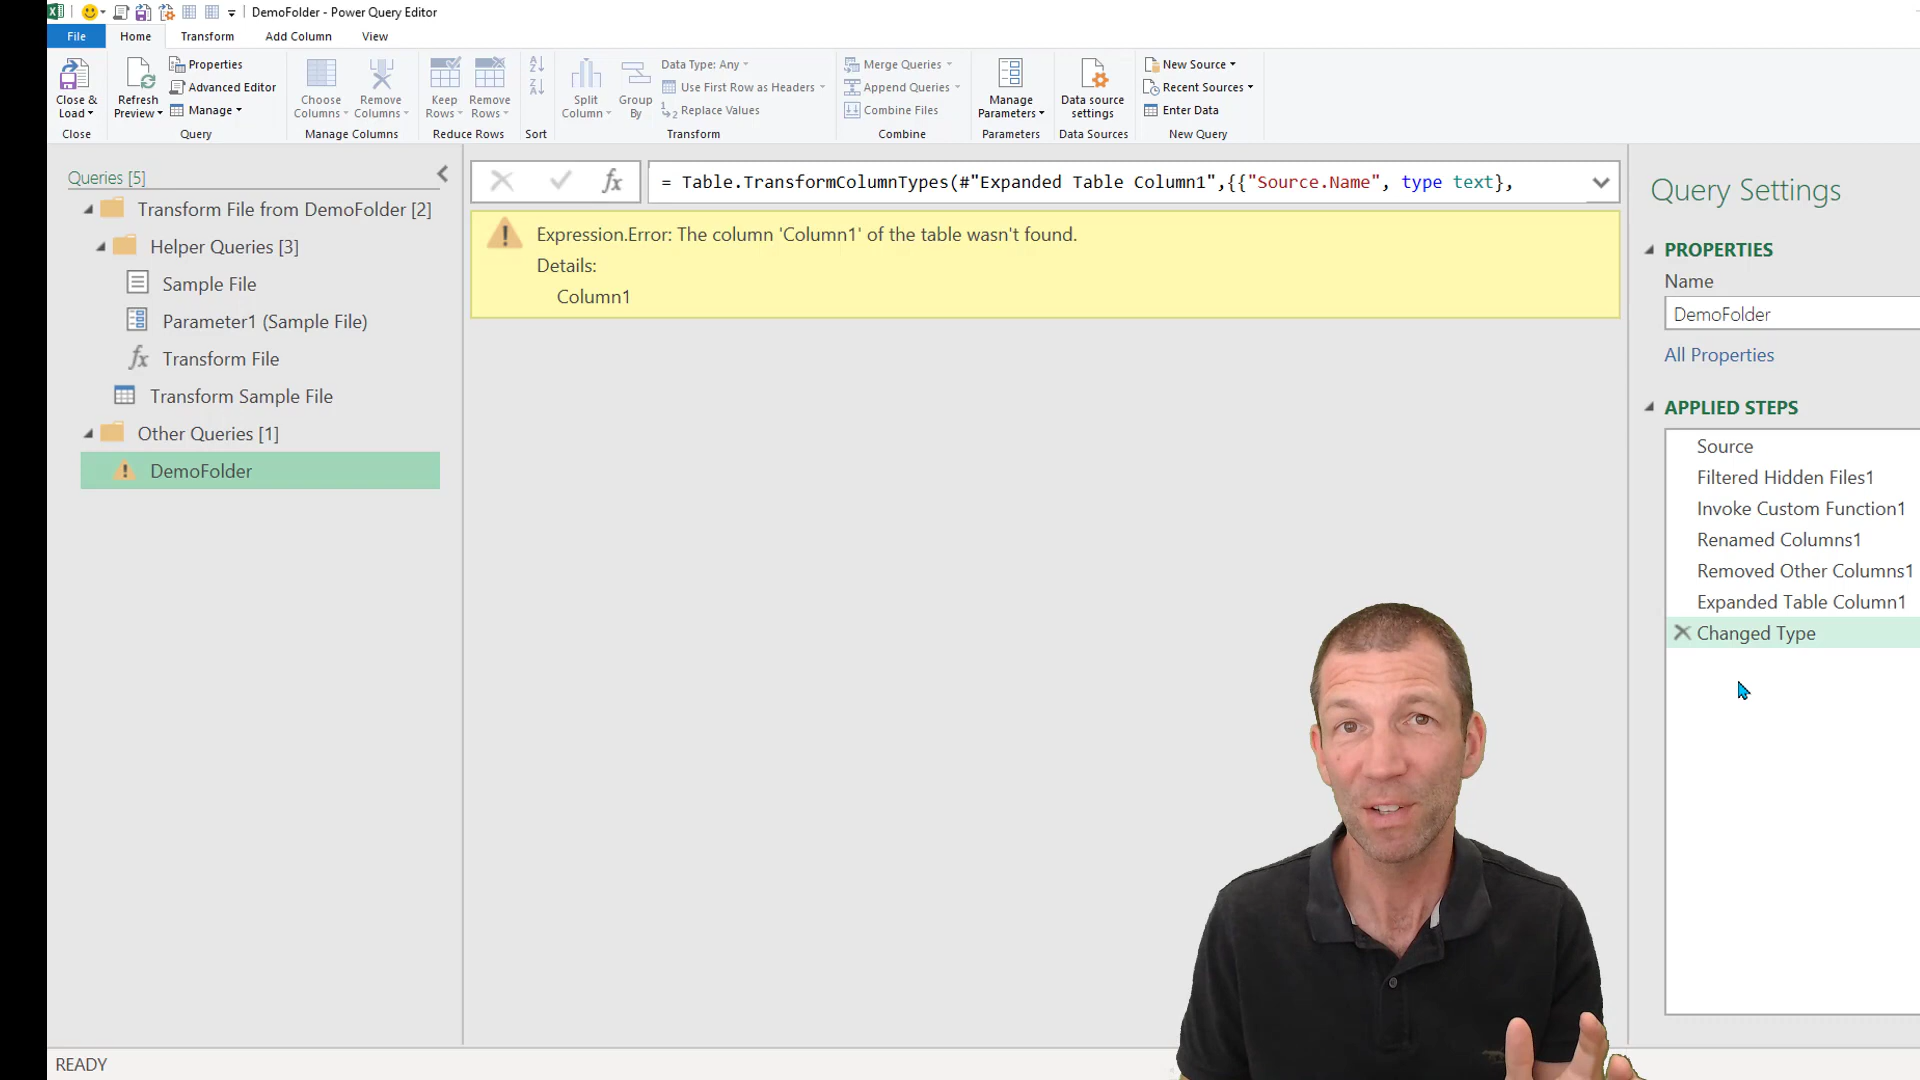 DemoFolder - Power Query Editor
File
Home
Transform
Add Column
View
Close &
Load
Close
Refresh
Preview
Properties
Advanced Editor
Manage
Query
Choose
Columns
Remove
Columns
Manage Columns
Keep
Rows
Remove
Rows
Reduce Rows
Sort
Split
Column
Group
By
Data Type: Any
Use First Row as Headers
Replace Values
Transform
Merge Queries
Append Queries
Combine Files
Combine
Manage
Parameters
Parameters
Data source
settings
Data Sources
New Source
Recent Sources
Enter Data
New Query
Queries [5]
Transform File from DemoFolder [2]
Helper Queries [3]
Sample File
Parameter1 (Sample File)
fx Transform File
Transform Sample File
Other Queries [1]
DemoFolder
fx
= Table.TransformColumnTypes(#"Expanded Table Column1",{{"Source.Name", type text},
Expression.Error: The column 'Column1' of the table wasn't found.
Details:
Column1
Query Settings
PROPERTIES
Name
DemoFolder
All Properties
APPLIED STEPS
Source
Filtered Hidden Files1
Invoke Custom Function1
Renamed Columns1
Removed Other Columns1
Expanded Table Column1
Changed Type
READY